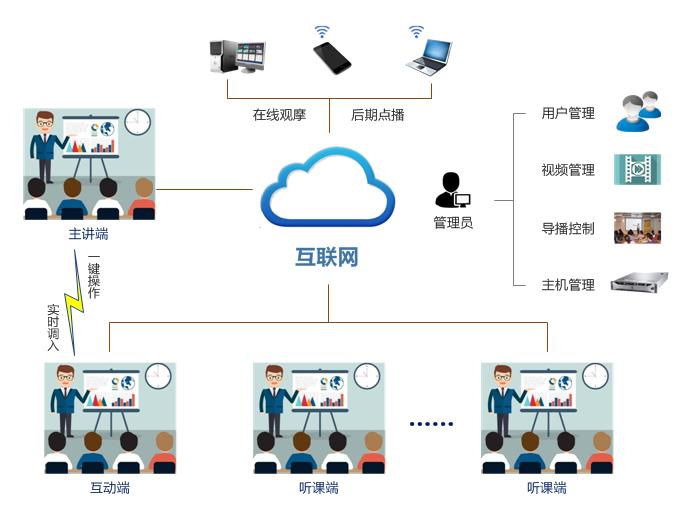 在线观摩
后期点播
用户管理
视频管理
管理员
导播控制
主机管理
主讲端
互联网
一键操作
实时调入
互动端
听课端
······
听课端